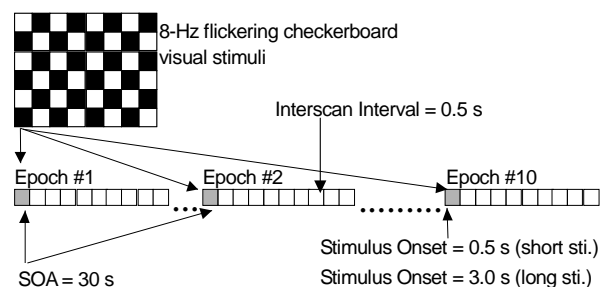 8-Hz flickering checkerboard
visual stimuli
Interscan Interval = 0.5 s
Epoch #1
Epoch #2
Epoch #10
Stimulus Onset = 0.5 s (short sti.)
SOA = 30 s
Stimulus Onset = 3.0 s (long sti.)